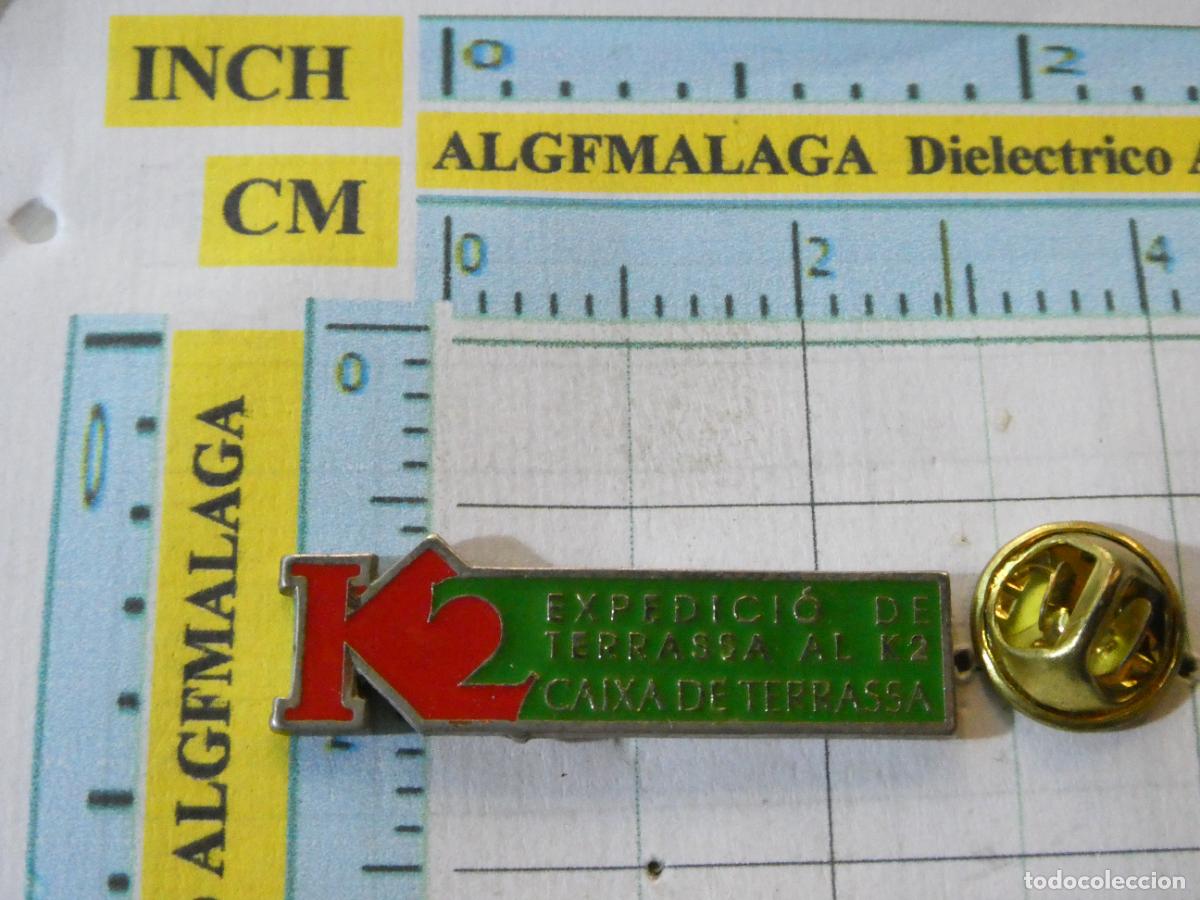 INCH
0 2
ALGFMALAGA Dielectrico
CM
0 2 4
0
0
ALGFMALAGA
ALGFMALAGA
K2
EXPEDICIÓ DE
TERRASSA AL K2
CAIXA DE TERRASSA
todocoleccion